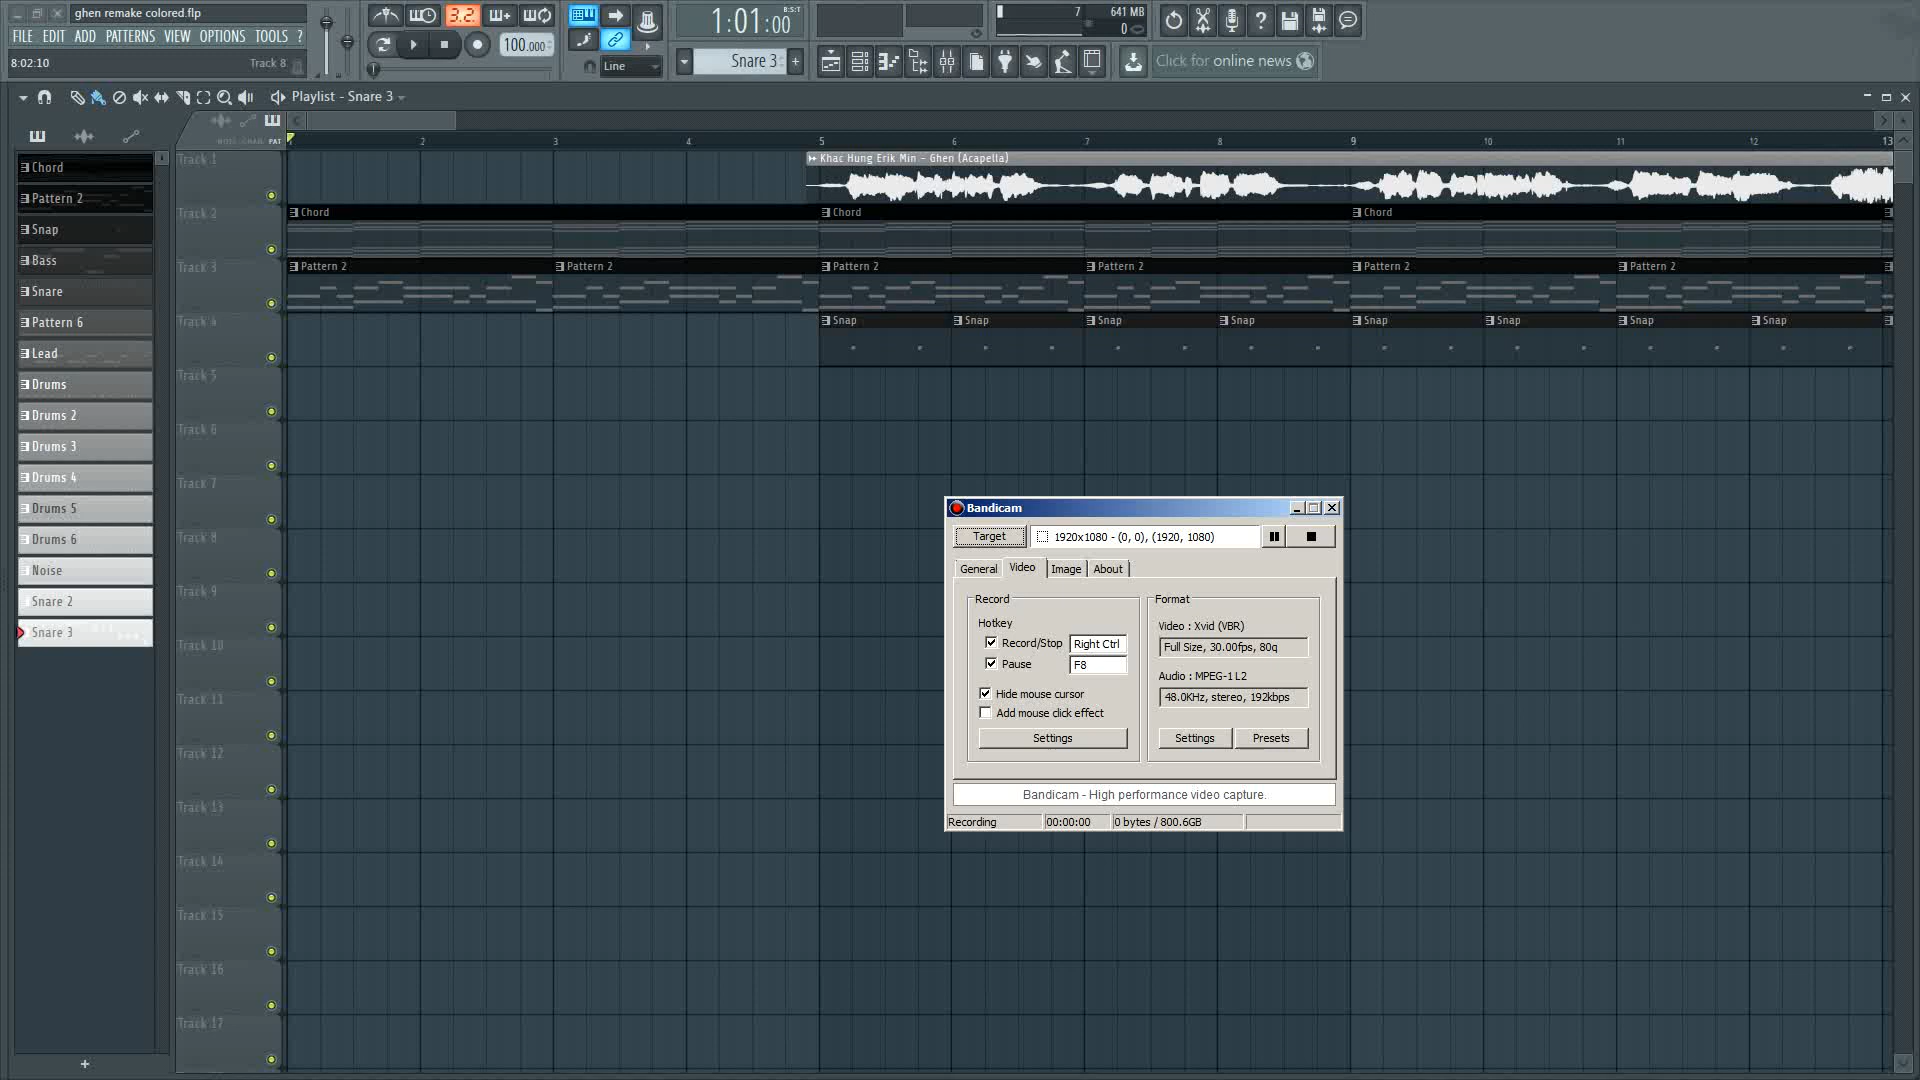 ghen remake colored.flp
FILE EDIT ADD PATTERNS VIEW OPTIONS TOOLS ?
8:02:10 Track 8
3.2
100.000
Line
1:01:00
B:S:T
Snare 3
7
641 MB
0
Click for online news
Playlist - Snare 3
NOTE CHAN PAT
2 3 4 5 6 7 8 9 10 11 12 13
Chord
Pattern 2
Snap
Bass
Snare
Pattern 6
Lead
Drums
Drums 2
Drums 3
Drums 4
Drums 5
Drums 6
Noise
Snare 2
Snare 3
Track 1
Khac Hung Erik Min - Ghen (Acapella)
Track 2
Chord Chord Chord
Track 3
Pattern 2 Pattern 2 Pattern 2 Pattern 2 Pattern 2 Pattern 2
Track 4
Snap Snap Snap Snap Snap Snap Snap Snap
Track 5
Track 6
Track 7
Track 8
Track 9
Track 10
Track 11
Track 12
Track 13
Track 14
Track 15
Track 16
Track 17
Bandicam
Target
1920x1080 - (0, 0), (1920, 1080)
General Video Image About
Record
Hotkey
Record/Stop Right Ctrl
Pause F8
Hide mouse cursor
Add mouse click effect
Settings
Format
Video : Xvid (VBR)
Full Size, 30.00fps, 80q
Audio : MPEG-1 L2
48.0KHz, stereo, 192kbps
Settings Presets
Bandicam - High performance video capture.
Recording 00:00:00 0 bytes / 800.6GB